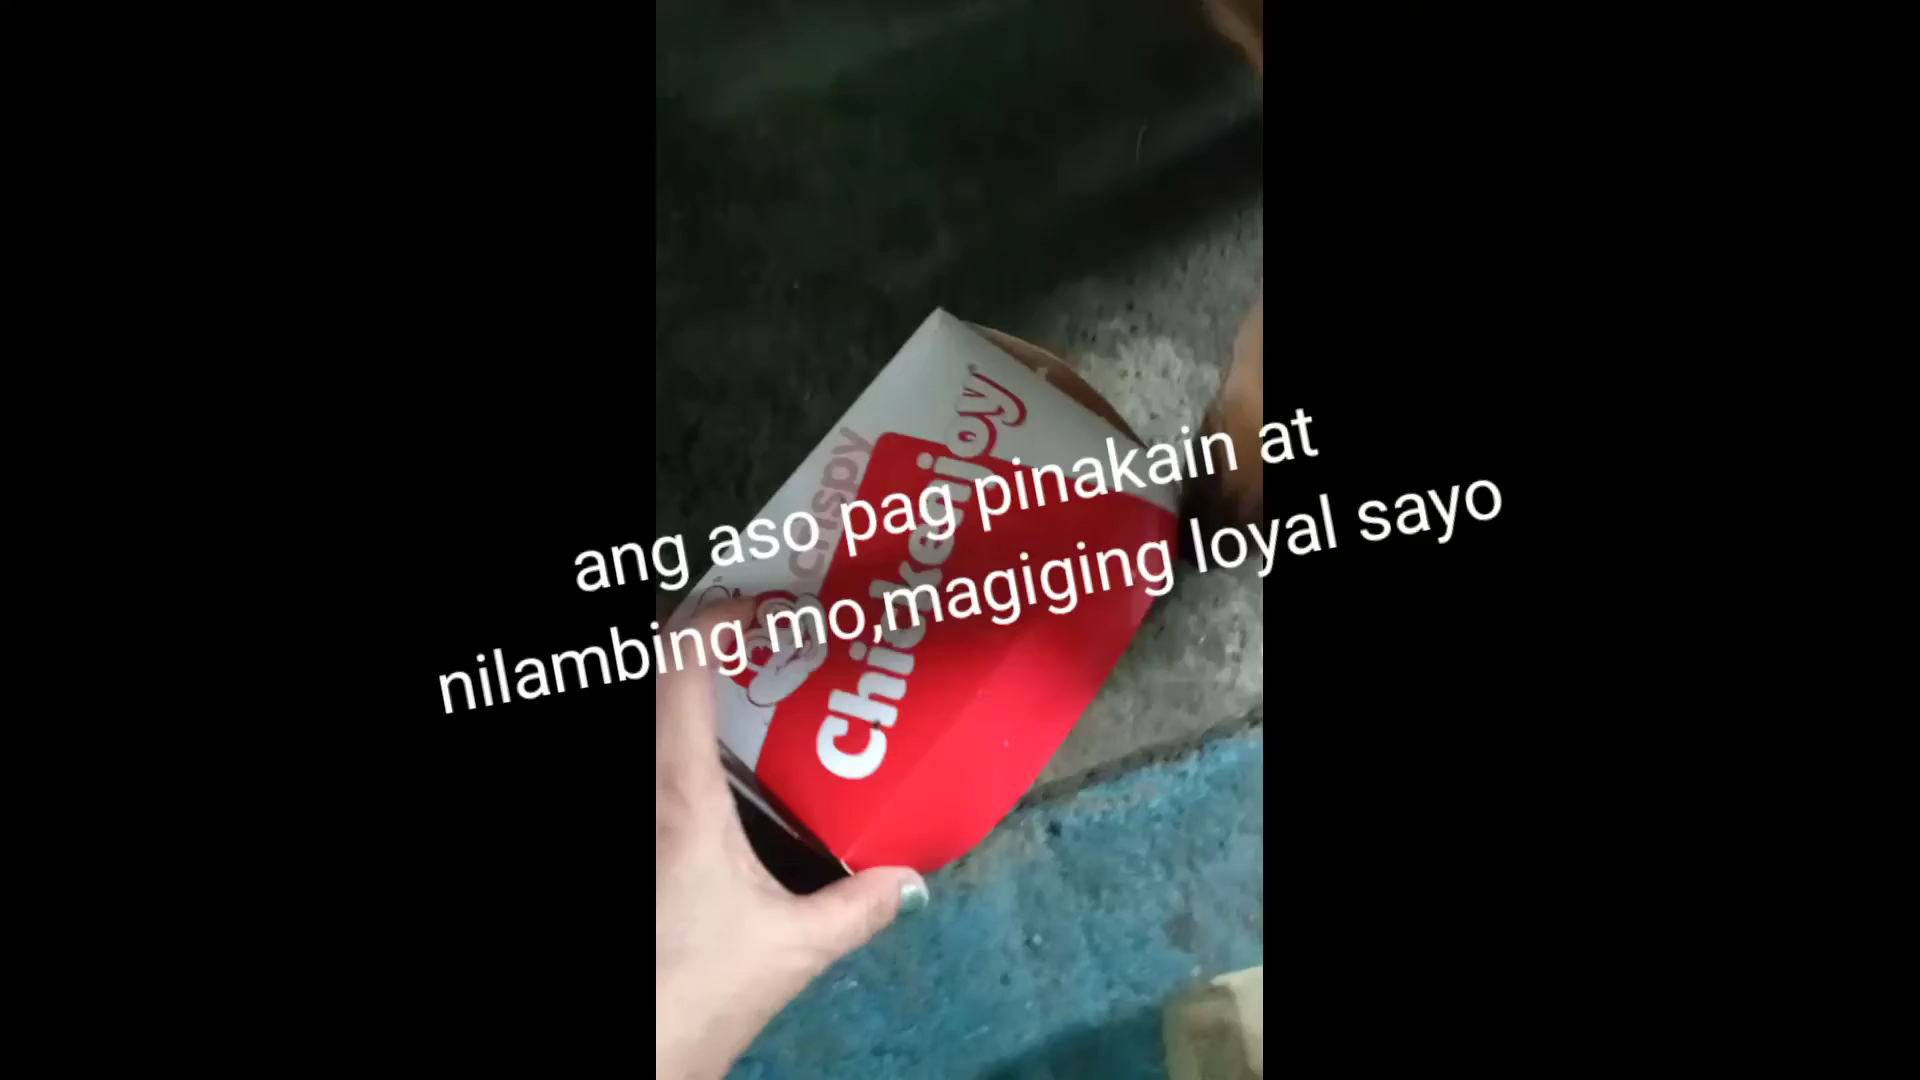 ang aso pag pinakain at
nilambing mo,magiging loyal sayo
crispy
Chickenjoy